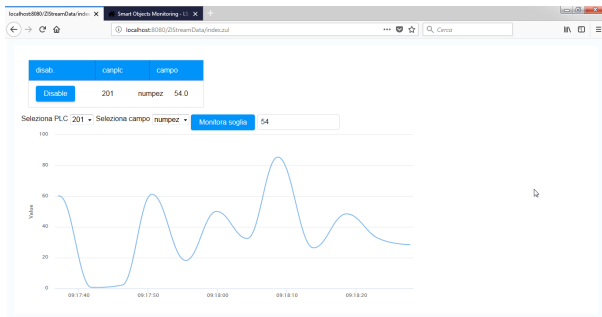 localhost:8080/ZlStreamData/index
Smart Objects Monitoring - L
localhost:8080/ZlStreamData/index.zul
Cerca
disab. canplc campo
Disable 201 numpez 54.0
Seleziona PLC 201 Seleziona campo numpez Monitora soglia 54
100
80
60
40
20
0
Value
09:17:40 09:17:50 09:18:00 09:18:10 09:18:20